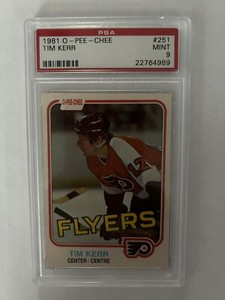 PSA
1981 O-PEE-CHEE #251
TIM KERR MINT
9
22764989
O-PEE-CHEE
FLYERS
TIM KERR
CENTER/CENTRE